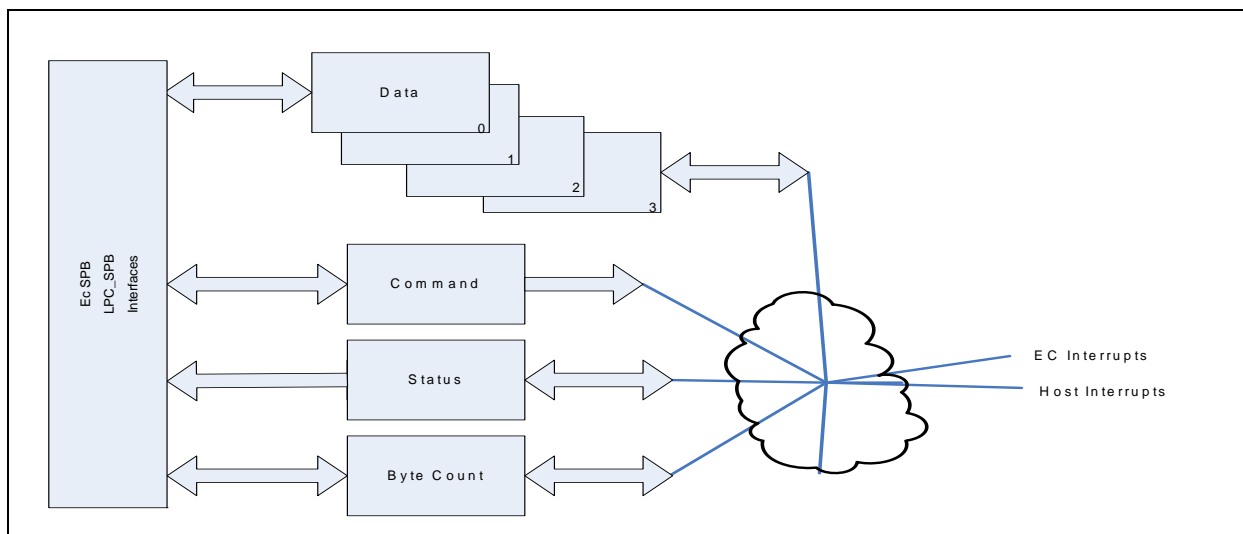 Ec SPB
LPC_SPB
Interfaces
Data
0
1
2
3
Command
Status
Byte Count
EC Interrupts
Host Interrupts